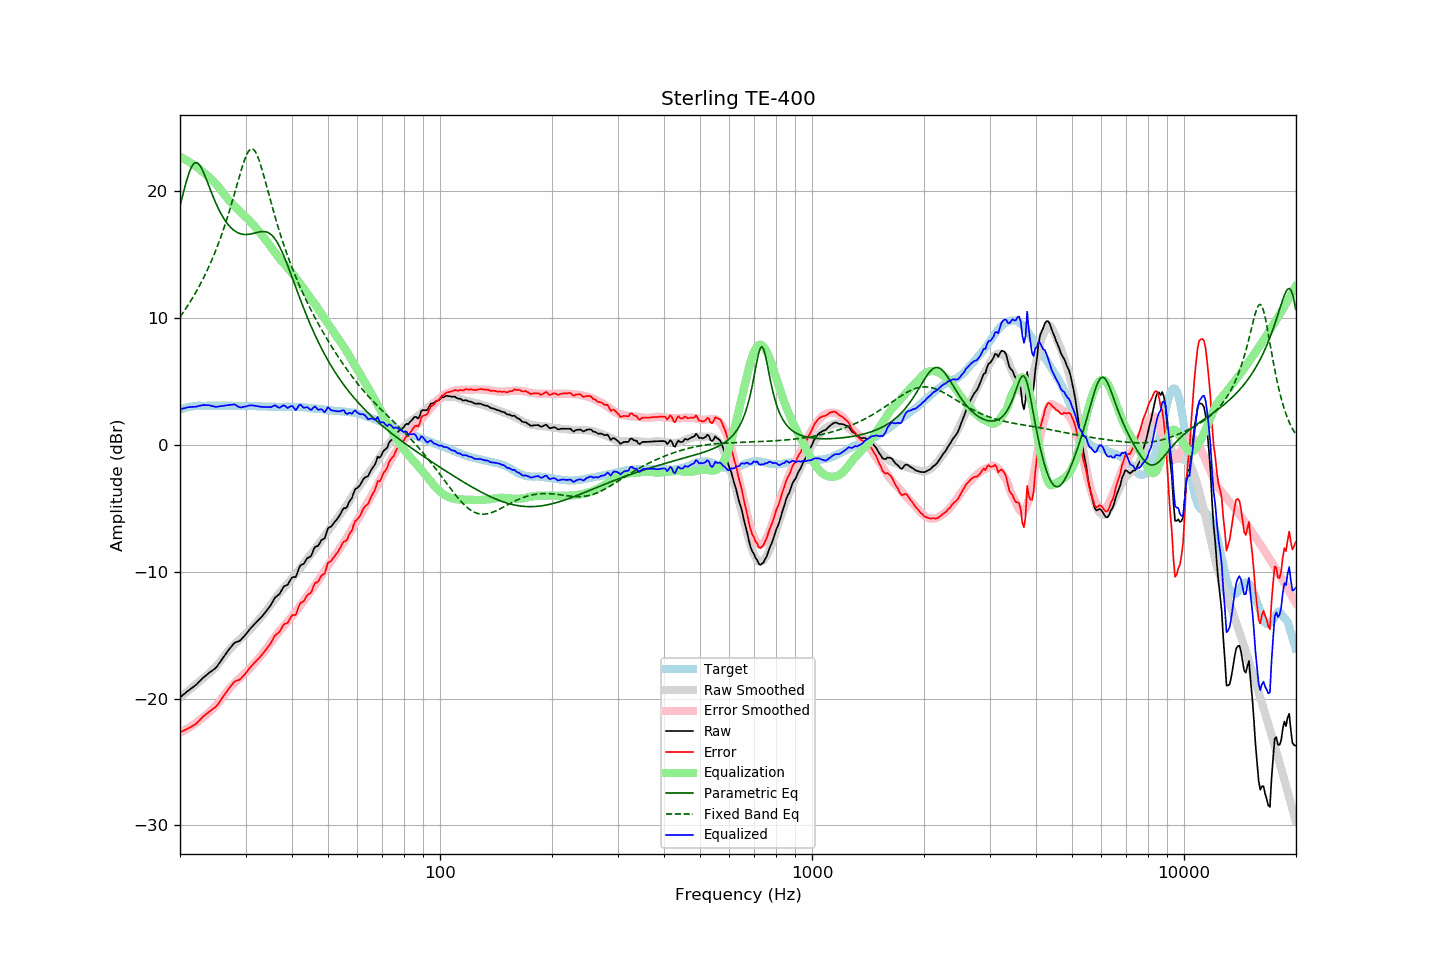 Sterling TE-400
Amplitude (dBr)
20
10
0
−10
−20
−30
Target
Raw Smoothed
Error Smoothed
Raw
Error
Equalization
Parametric Eq
Fixed Band Eq
Equalized
100 1000 10000
Frequency (Hz)